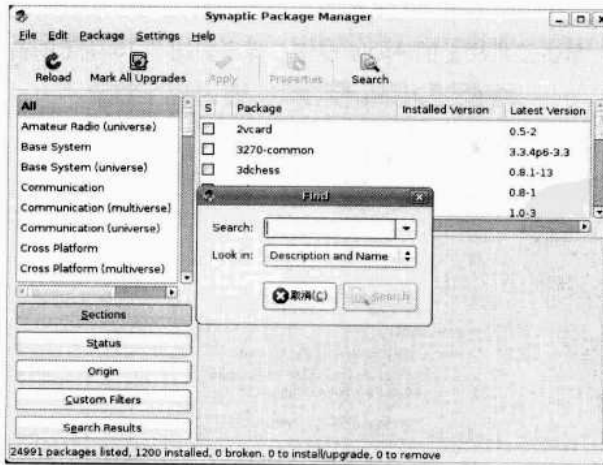 Synaptic Package Manager
File Edit Package Settings Help
Reload Mark All Upgrades Apply Properties Search
All
Amateur Radio (universe)
Base System
Base System (universe)
Communication
Communication (multiverse)
Communication (universe)
Cross Platform
Cross Platform (multiverse)
S Package Installed Version Latest Version
2vcard 0.5-2
3270-common 3.3.4p6-3.3
3dchess 0.8.1-13
0.8-1
1.0-3
Find
Search:
Look in: Description and Name
取消(C) Search
Sections
Status
Origin
Custom Filters
Search Results
24991 packages listed, 1200 installed, 0 broken. 0 to install/upgrade, 0 to remove